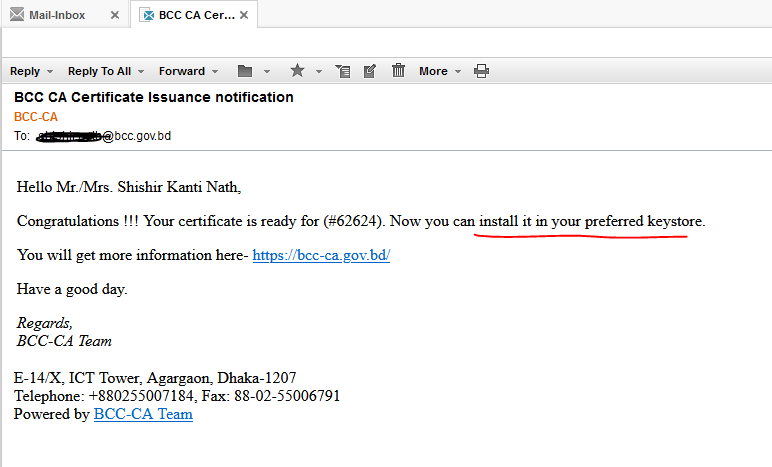 Mail-Inbox
BCC CA Cer...
Reply Reply To All Forward More
BCC CA Certificate Issuance notification
BCC-CA
To: @bcc.gov.bd
Hello Mr./Mrs. Shishir Kanti Nath,
Congratulations !!! Your certificate is ready for (#62624). Now you can install it in your preferred keystore.
You will get more information here- https://bcc-ca.gov.bd/
Have a good day.
Regards,
BCC-CA Team
E-14/X, ICT Tower, Agargaon, Dhaka-1207
Telephone: +880255007184, Fax: 88-02-55006791
Powered by BCC-CA Team